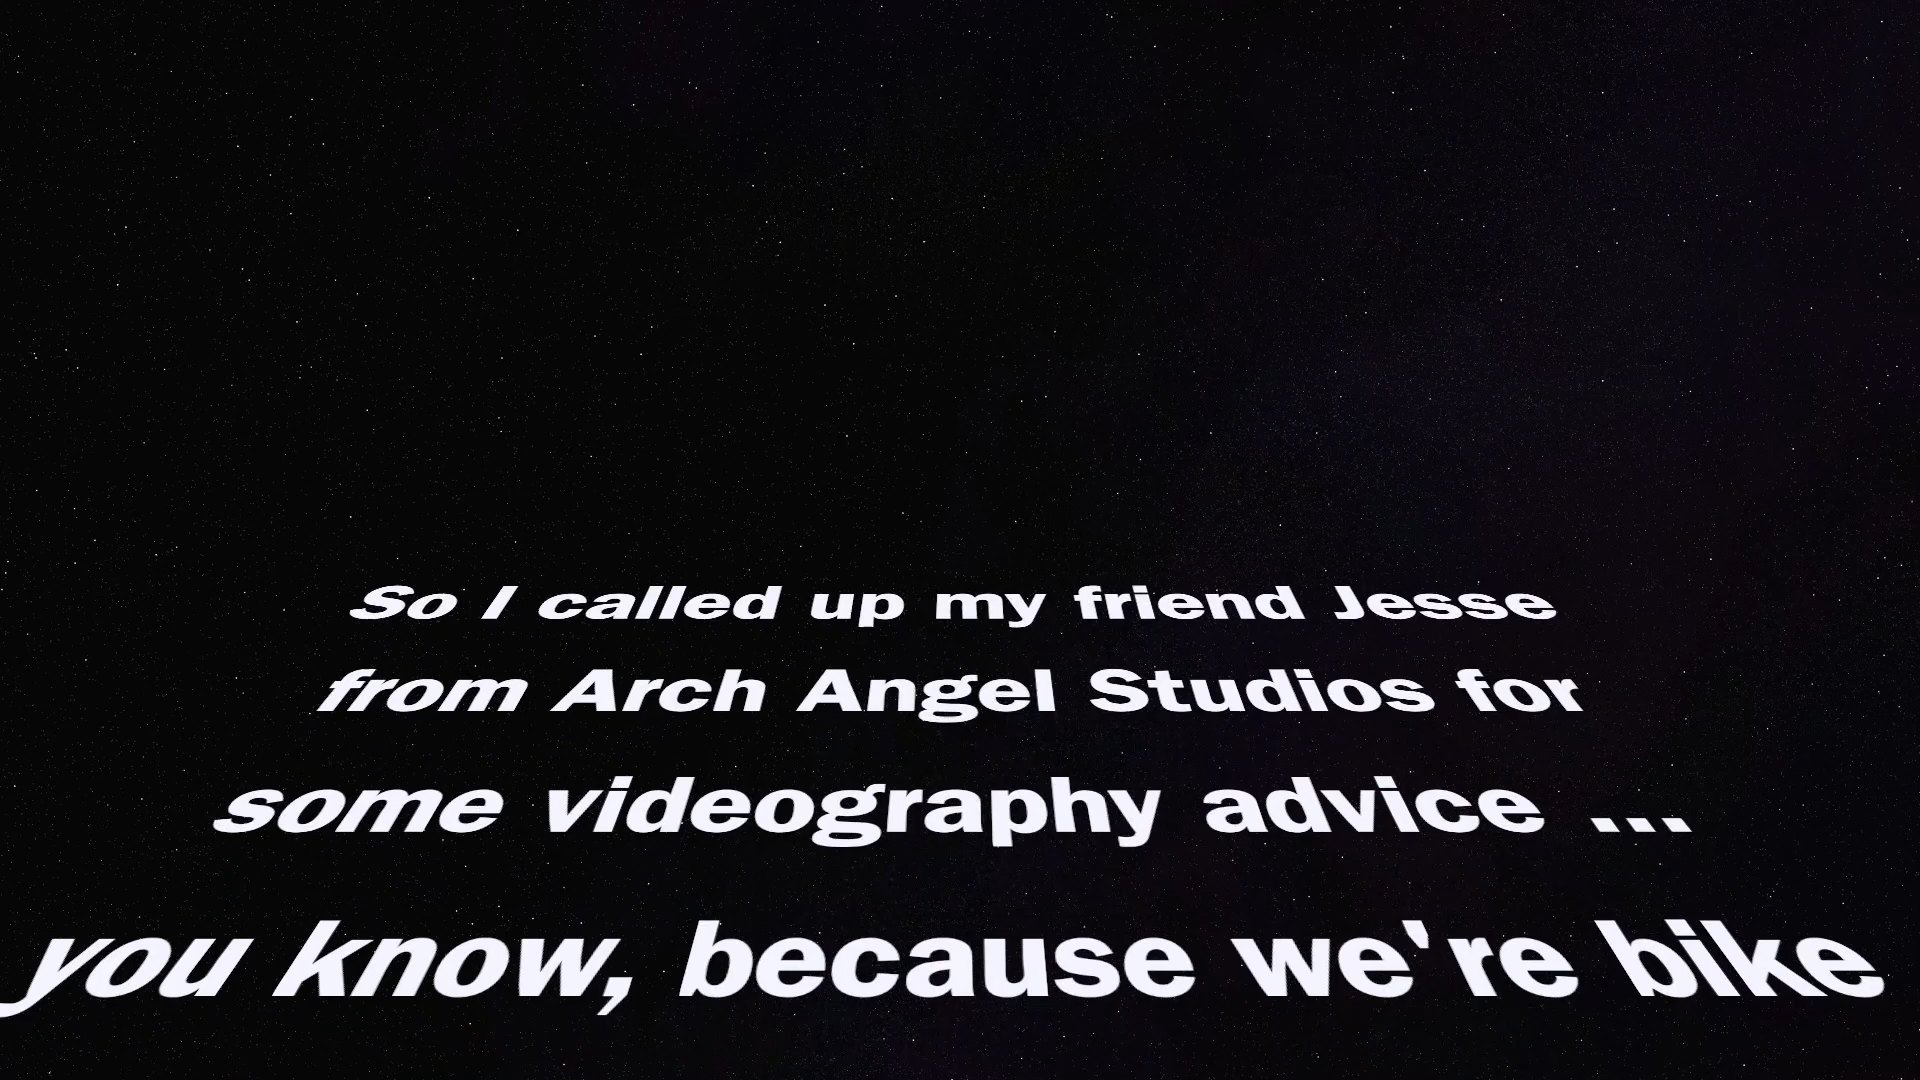 So I called up my friend Jesse
from Arch Angel Studios for
some videography advice ...
you know, because we're bike